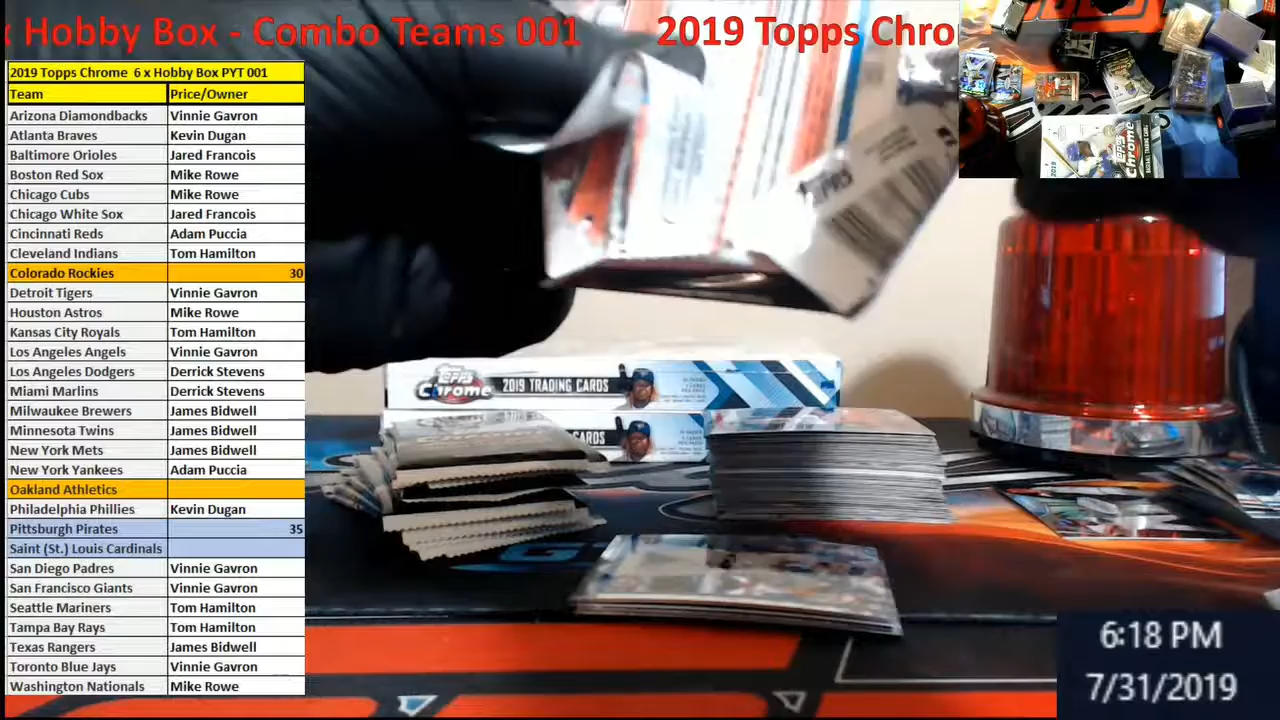 x Hobby Box - Combo Teams 001 2019 Topps Chro
2019 Topps Chrome 6 x Hobby Box PYT 001
Team Price/Owner
Arizona Diamondbacks Vinnie Gavron
Atlanta Braves Kevin Dugan
Baltimore Orioles Jared Francois
Boston Red Sox Mike Rowe
Chicago Cubs Mike Rowe
Chicago White Sox Jared Francois
Cincinnati Reds Adam Puccia
Cleveland Indians Tom Hamilton
Colorado Rockies 30
Detroit Tigers Vinnie Gavron
Houston Astros Mike Rowe
Kansas City Royals Tom Hamilton
Los Angeles Angels Vinnie Gavron
Los Angeles Dodgers Derrick Stevens
Miami Marlins Derrick Stevens
Milwaukee Brewers James Bidwell
Minnesota Twins James Bidwell
New York Mets James Bidwell
New York Yankees Adam Puccia
Oakland Athletics
Philadelphia Phillies Kevin Dugan
Pittsburgh Pirates 35
Saint (St.) Louis Cardinals
San Diego Padres Vinnie Gavron
San Francisco Giants Vinnie Gavron
Seattle Mariners Tom Hamilton
Tampa Bay Rays Tom Hamilton
Texas Rangers James Bidwell
Toronto Blue Jays Vinnie Gavron
Washington Nationals Mike Rowe
Topps
Chrome
2019
Topps
Chrome 2019 TRADING CARDS
CARDS
6:18 PM
7/31/2019